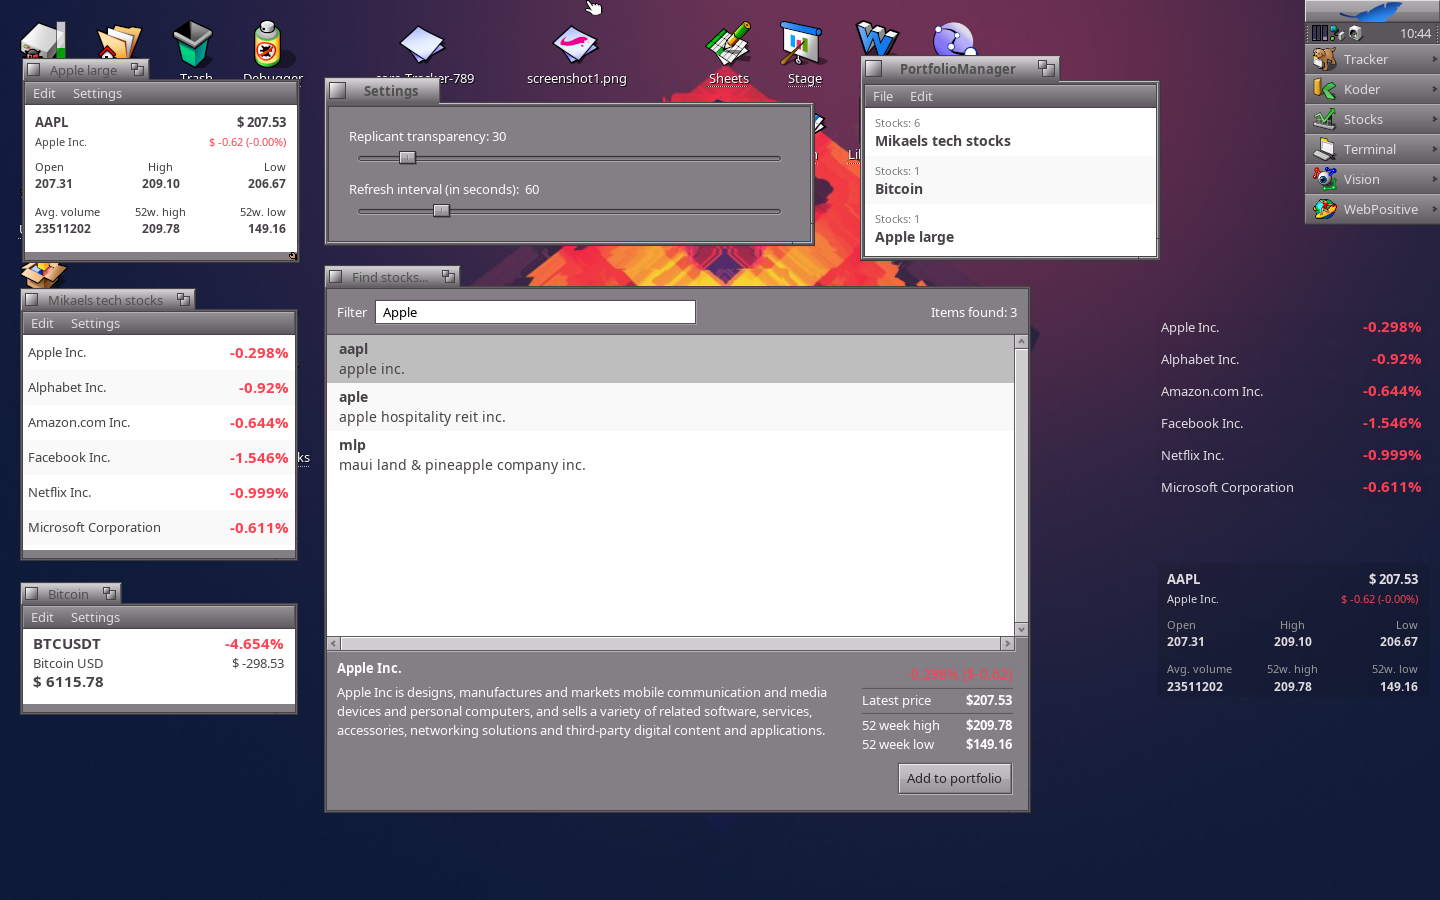 Trash
Debugger
Tracker-789
screenshot1.png
Sheets
Stage
10:44
Tracker
Koder
Stocks
Terminal
Vision
WebPositive
Apple large
Edit Settings
AAPL $ 207.53
Apple Inc. $ -0.62 (-0.00%)
Open High Low
207.31 209.10 206.67
Avg. volume 52w. high 52w. low
23511202 209.78 149.16
Settings
Replicant transparency: 30
Refresh interval (in seconds): 60
PortfolioManager
File Edit
Stocks: 6
Mikaels tech stocks
Stocks: 1
Bitcoin
Stocks: 1
Apple large
Mikaels tech stocks
Edit Settings
Apple Inc. -0.298%
Alphabet Inc. -0.92%
Amazon.com Inc. -0.644%
Facebook Inc. -1.546%
Netflix Inc. -0.999%
Microsoft Corporation -0.611%
ks
Bitcoin
Edit Settings
BTCUSDT -4.654%
Bitcoin USD $ -298.53
$ 6115.78
Find stocks...
Filter Apple Items found: 3
aapl
apple inc.
aple
apple hospitality reit inc.
mlp
maui land & pineapple company inc.
Apple Inc.
Apple Inc is designs, manufactures and markets mobile communication and media
devices and personal computers, and sells a variety of related software, services,
accessories, networking solutions and third-party digital content and applications.
-0.298% ($-0.62)
Latest price $207.53
52 week high $209.78
52 week low $149.16
Add to portfolio
Apple Inc. -0.298%
Alphabet Inc. -0.92%
Amazon.com Inc. -0.644%
Facebook Inc. -1.546%
Netflix Inc. -0.999%
Microsoft Corporation -0.611%
AAPL $ 207.53
Apple Inc. $ -0.62 (-0.00%)
Open High Low
207.31 209.10 206.67
Avg. volume 52w. high 52w. low
23511202 209.78 149.16